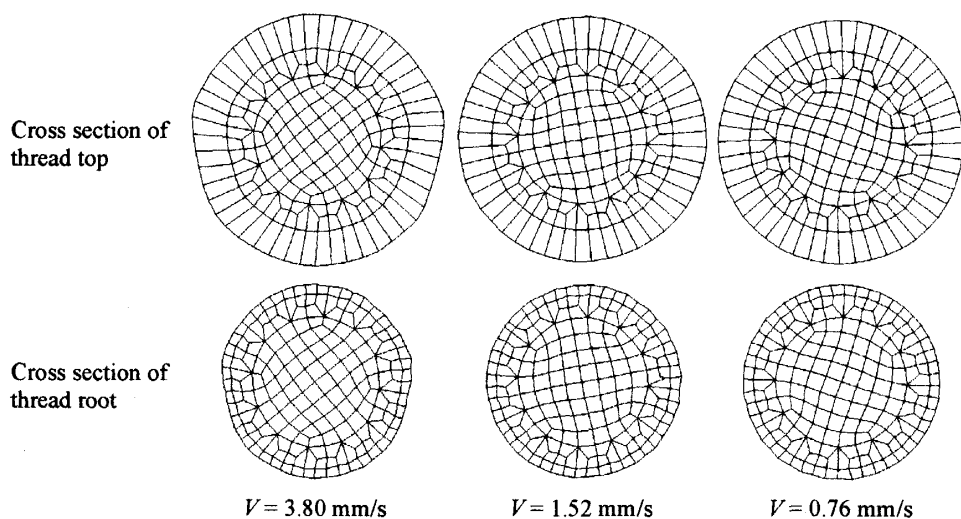 Cross section of
thread top
Cross section of
thread root
V = 3.80 mm/s
V = 1.52 mm/s
V = 0.76 mm/s